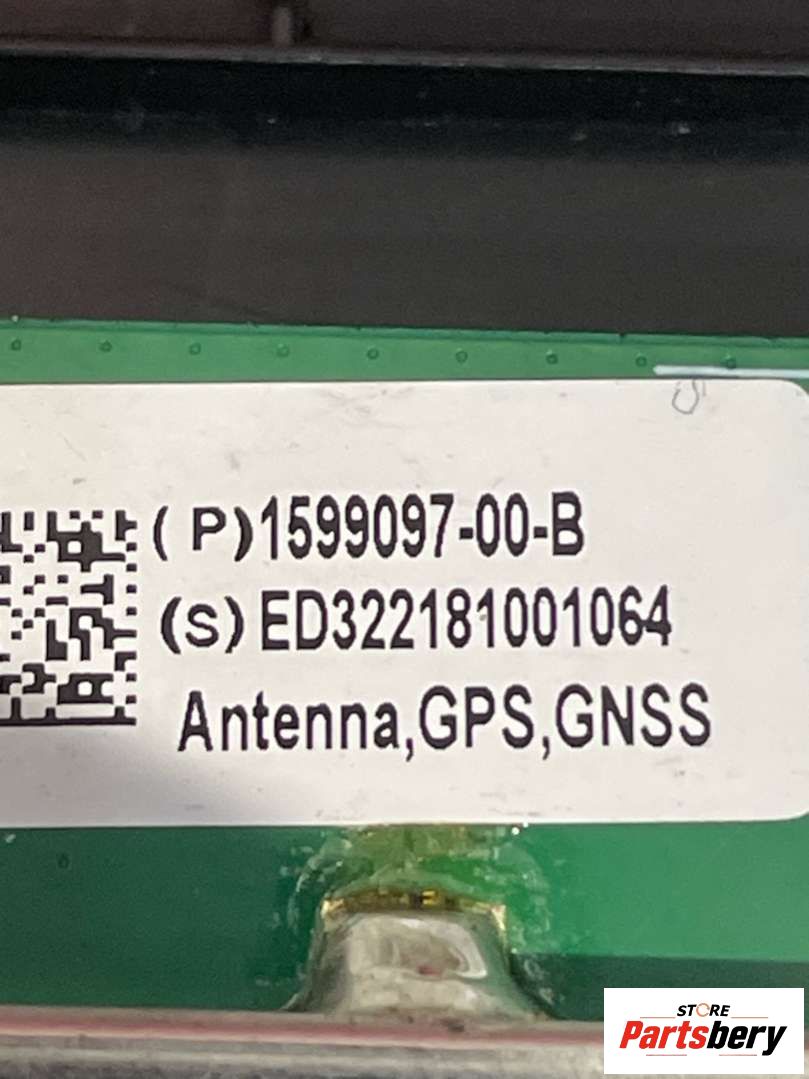 (P)1599097-00-B
(S)ED322181001064
Antenna,GPS,GNSS
STORE
Partsbery